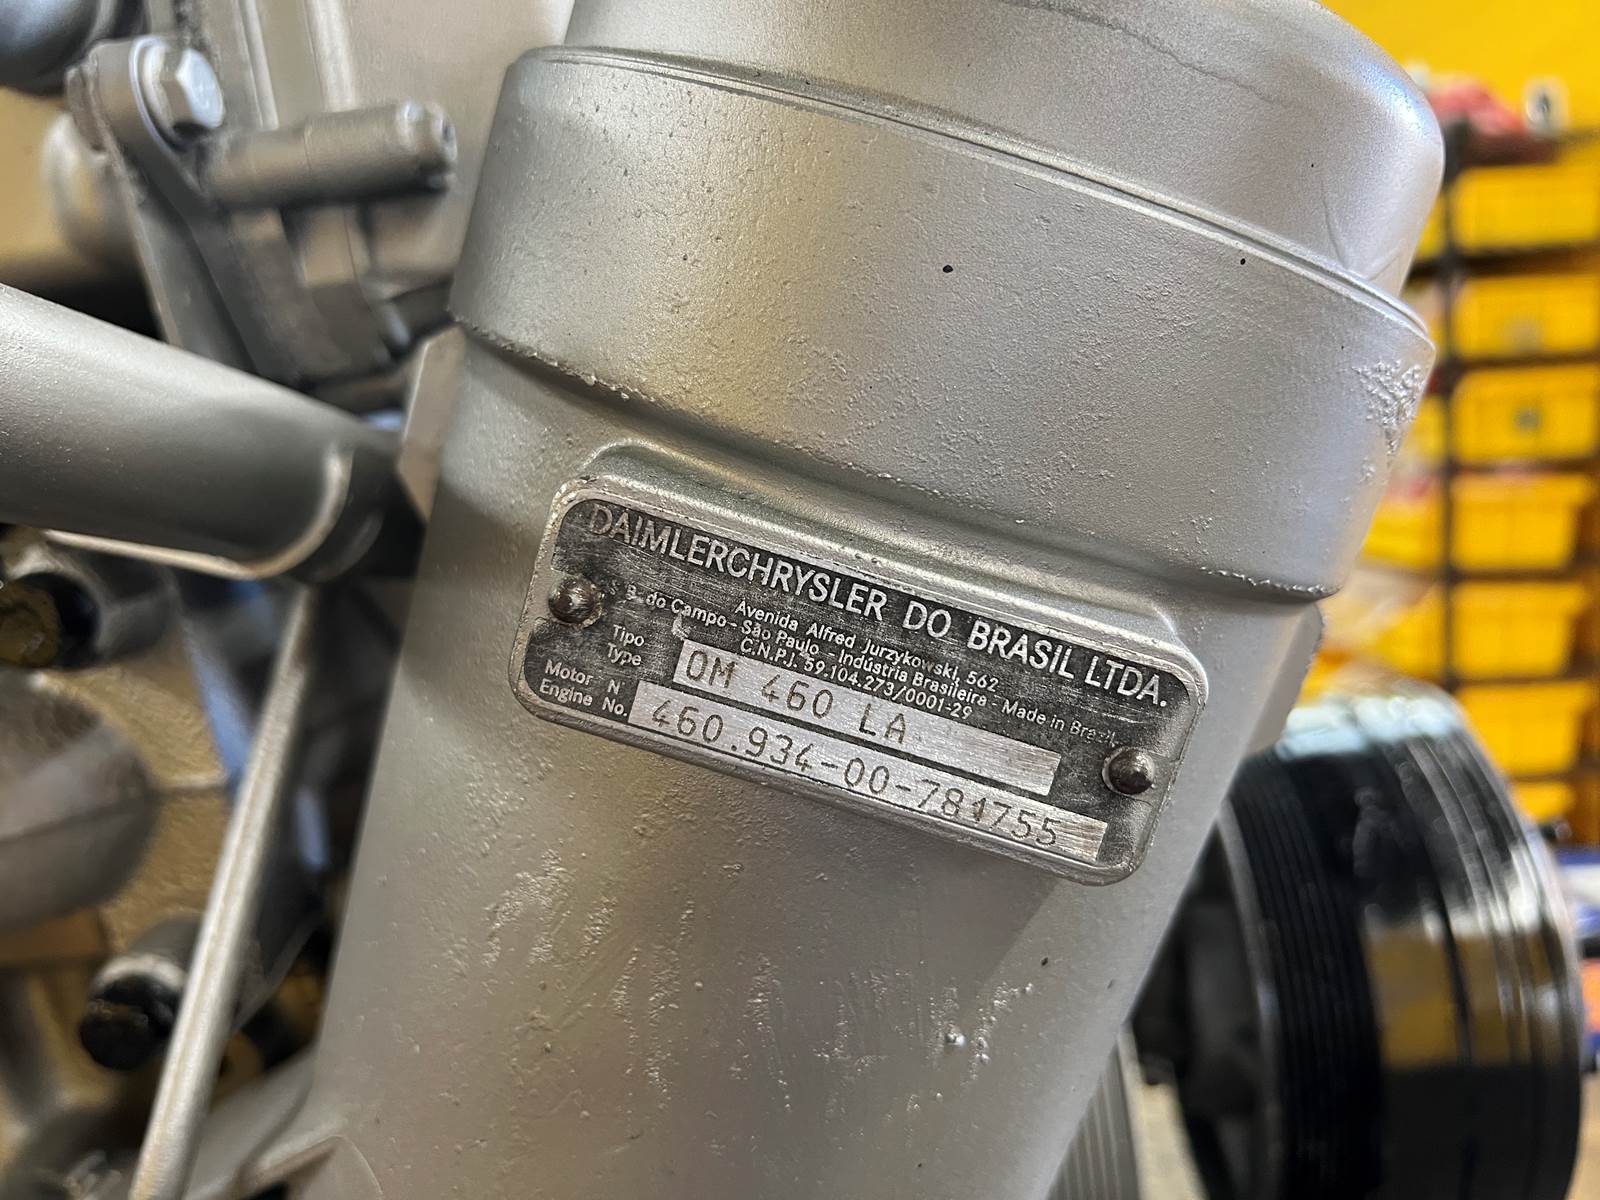 DAIMLERCHRYSLER DO BRASIL LTDA.
Avenida Alfred Jurzykowski, 562
S. do Campo - São Paulo - Indústria Brasileira - Made in Brazil
C.N.P.J. 59.104.273/0001-29
Tipo
Type
OM 460 LA
Motor N
Engine No.
460.934-00-781755